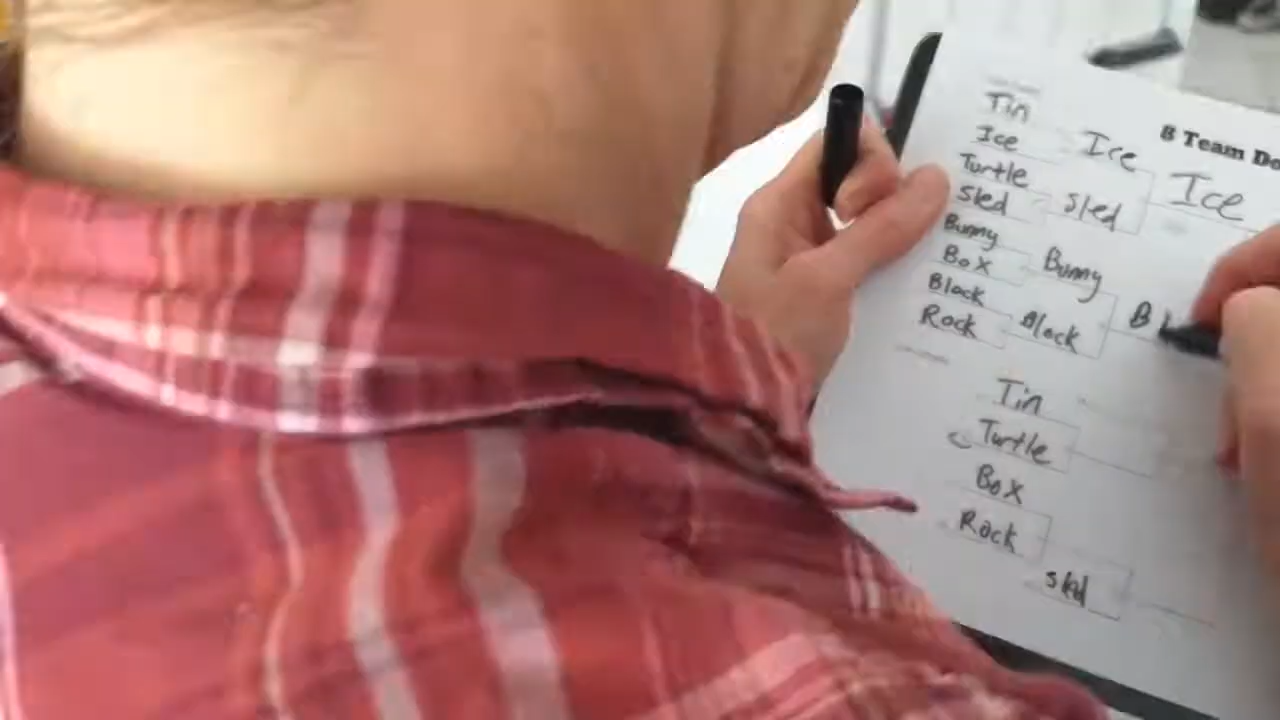 8 Team Do
Tin
Ice
Turtle
Sled
Bunny
Box
Block
Rock
Ice
Sled
Bunny
Block
Ice
Bl
Tin
Turtle
Box
Rock
Sled